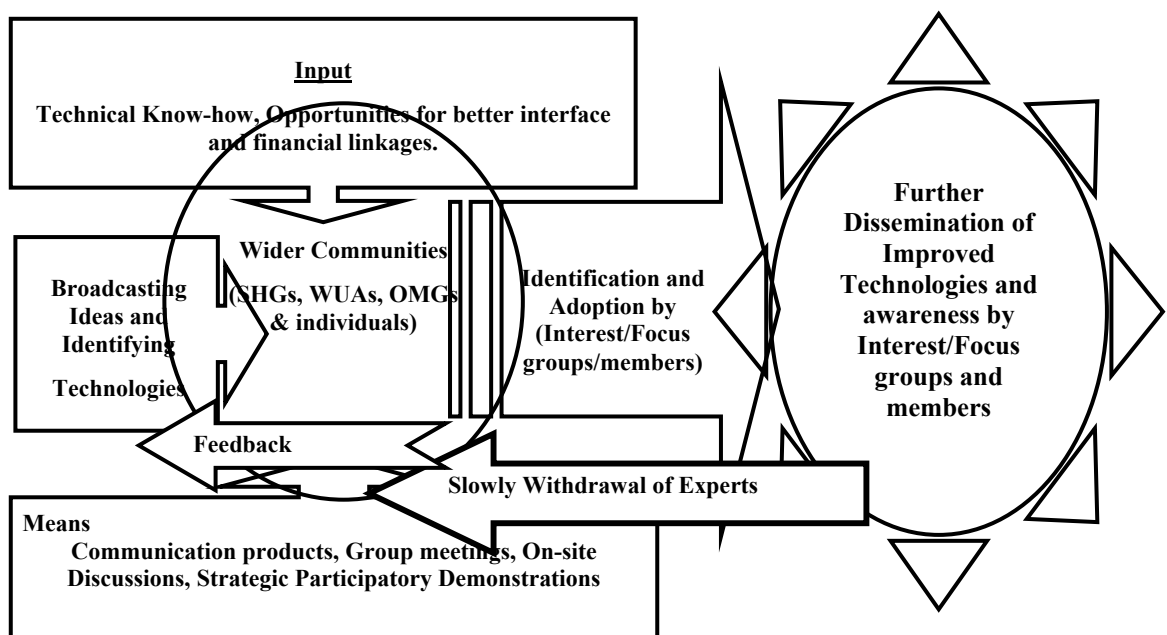 Input
Technical Know-how, Opportunities for better interface
and financial linkages.
Wider Communities
(SHGs, WUAs, OMGs
& individuals)
Broadcasting
Ideas and
Identifying
Technologies
Identification and
Adoption by
(Interest/Focus
groups/members)
Further
Dissemination of
Improved
Technologies and
awareness by
Interest/Focus
groups and
members
Feedback
Slowly Withdrawal of Experts
Means
Communication products, Group meetings, On-site
Discussions, Strategic Participatory Demonstrations